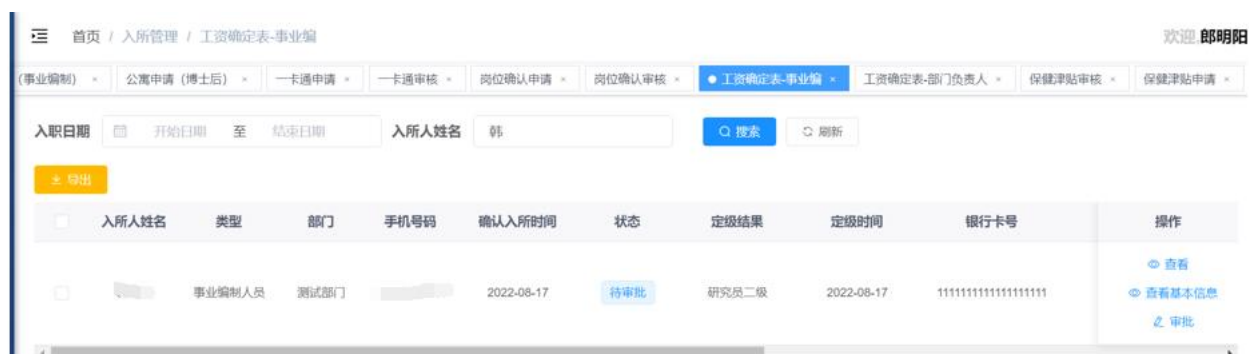 首页 / 入所管理 / 工资确定表-事业编 欢迎,郎明阳
(事业编制) × 公寓申请（博士后） × 一卡通申请 × 一卡通审核 × 岗位确认申请 × 岗位确认审核 × 工资确定表-事业编 × 工资确定表-部门负责人 × 保健津贴审核 × 保健津贴申请 ×
入职日期 开始日期 至 结束日期 入所人姓名 韩 搜索 刷新
导出
入所人姓名 类型 部门 手机号码 确认入所时间 状态 定级结果 定级时间 银行卡号 操作
查看
事业编制人员 测试部门 2022-08-17 待审批 研究员二级 2022-08-17 1111111111111111111 查看基本信息
审批